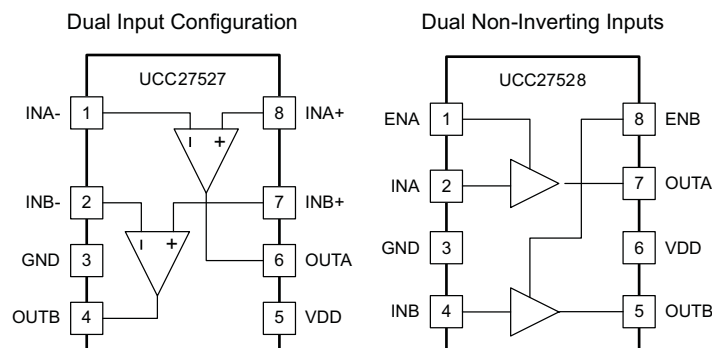 Dual Input Configuration
UCC27527
INA- 1 8 INA+
- +
INB- 2 7 INB+
- +
GND 3 6 OUTA
OUTB 4 5 VDD
Dual Non-Inverting Inputs
UCC27528
ENA 1 8 ENB
INA 2 7 OUTA
GND 3 6 VDD
INB 4 5 OUTB